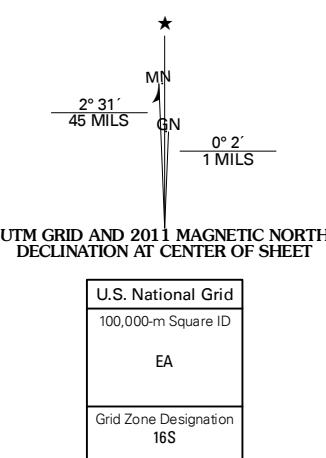 ★
MN
2° 31´
45 MILS
GN
0° 2´
1 MILS
UTM GRID AND 2011 MAGNETIC NORTH
DECLINATION AT CENTER OF SHEET
U.S. National Grid
100,000-m Square ID
EA
Grid Zone Designation
16S